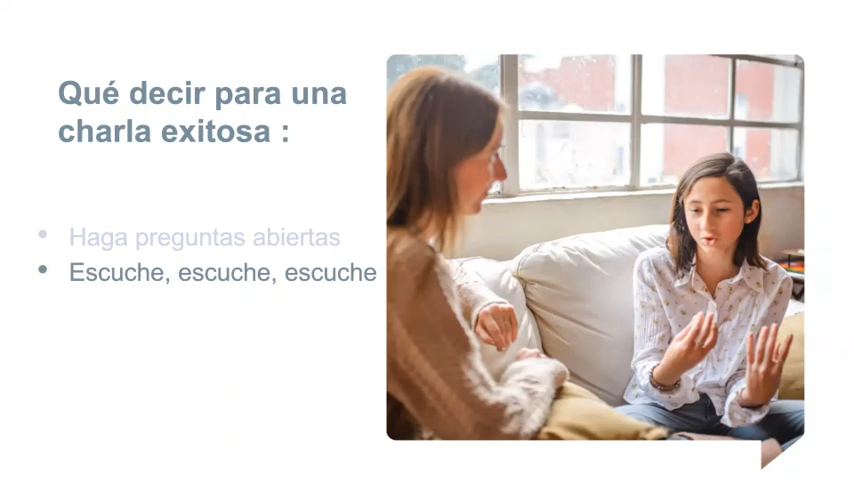 Qué decir para una
charla exitosa :
• Haga preguntas abiertas
• Escuche, escuche, escuche